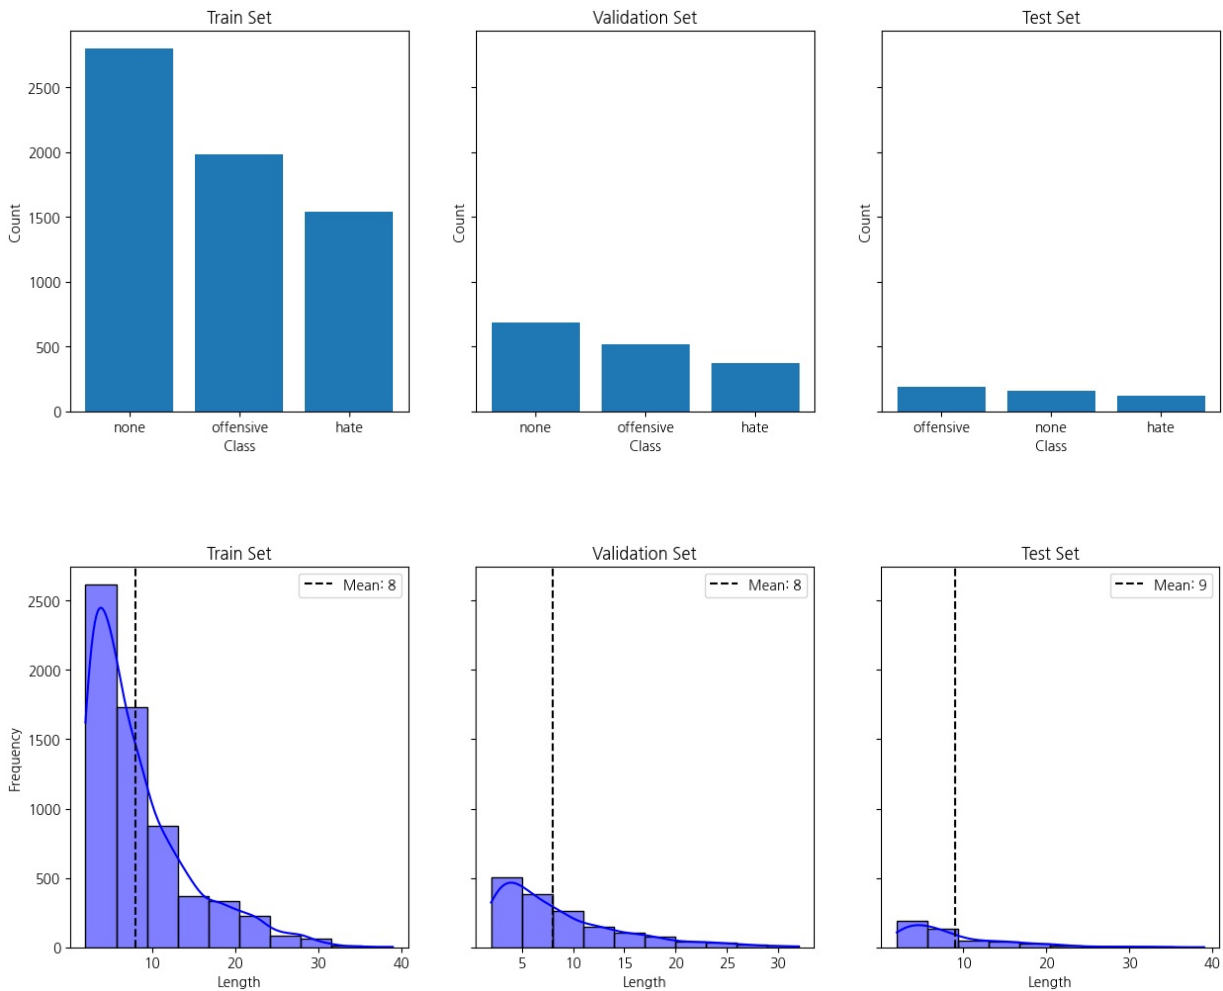 Train Set
Validation Set
Test Set
Count
2500
2000
1500
1000
500
0
none
offensive
hate
Class
Count
none
offensive
hate
Class
Count
offensive
none
hate
Class
Train Set
Validation Set
Test Set
Mean: 8
Mean: 8
Mean: 9
Frequency
2500
2000
1500
1000
500
0
10
20
30
40
Length
5
10
15
20
25
30
Length
10
20
30
40
Length